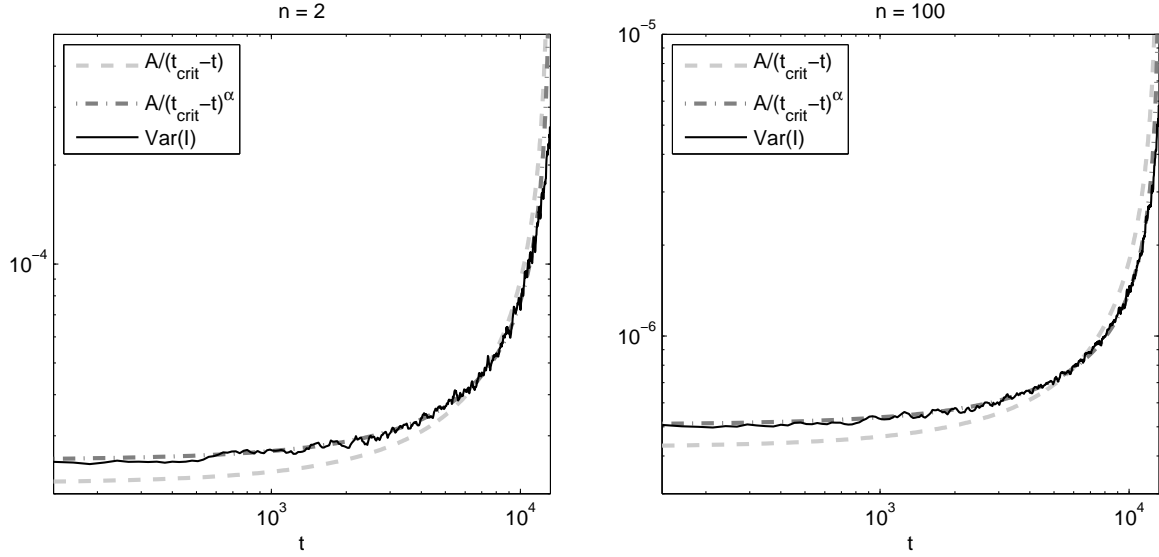 n = 2
A/(t_crit−t)
A/(t_crit−t)^α
Var(I)
10^−4
10^3
10^4
t
n = 100
10^−5
A/(t_crit−t)
A/(t_crit−t)^α
Var(I)
10^−6
10^3
10^4
t